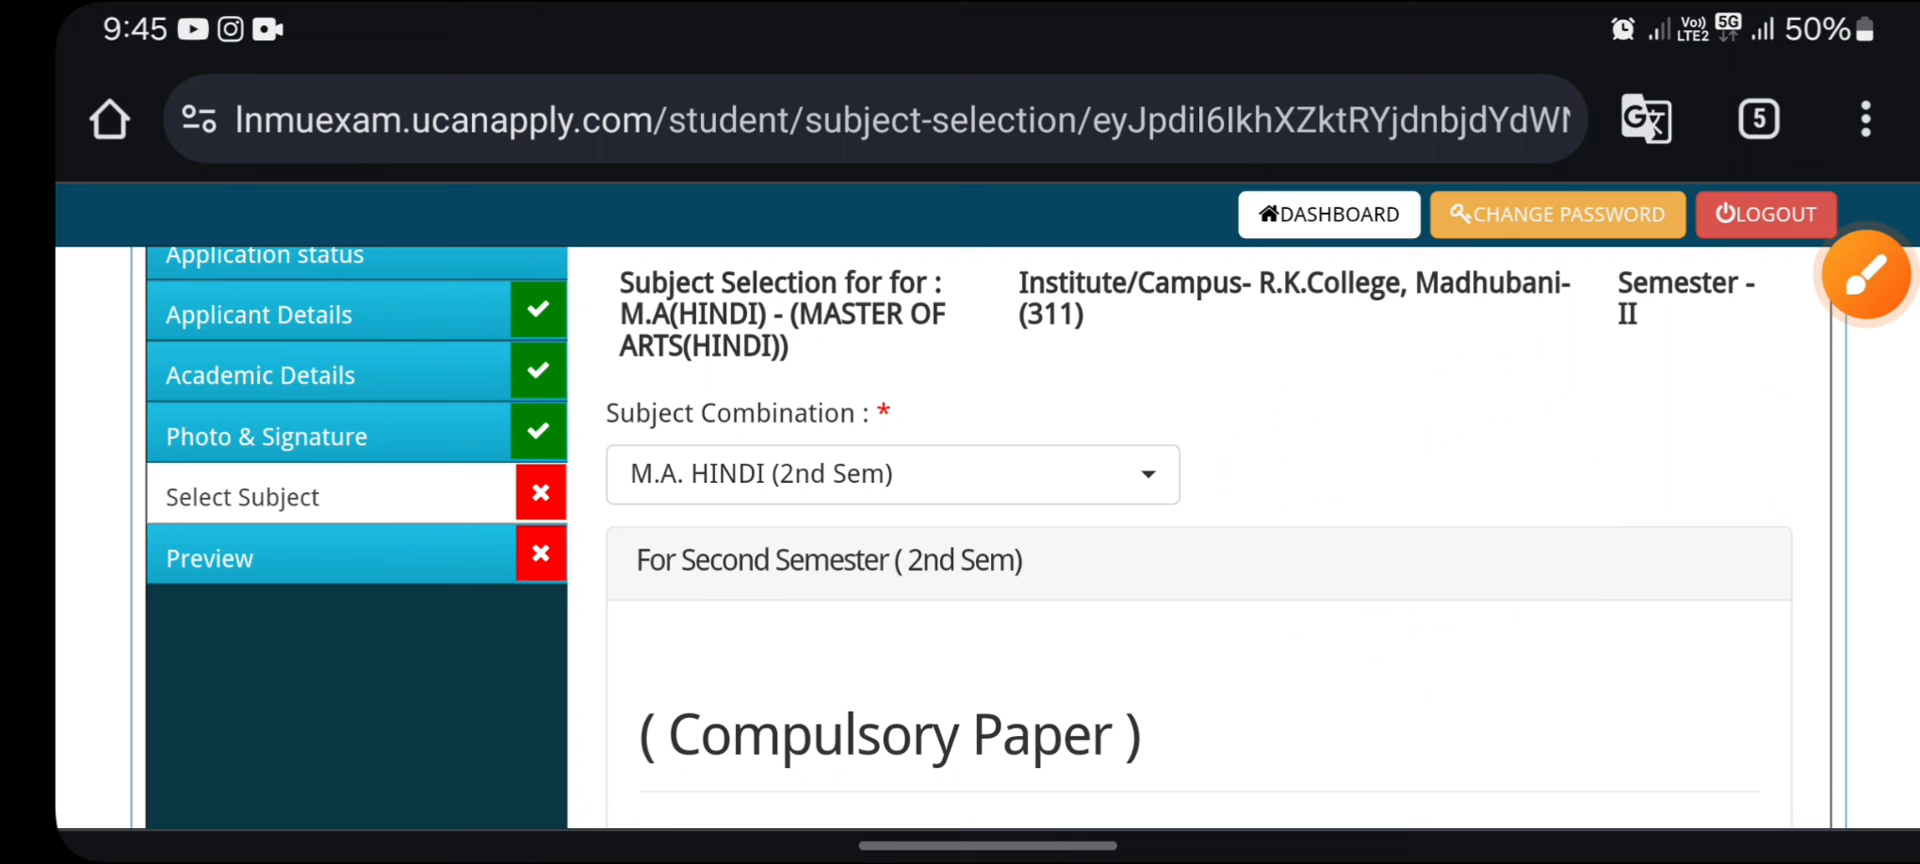 9:45
Vo)) LTE2 5G 50%
lnmuexam.ucanapply.com/student/subject-selection/eyJpdiI6IkhXZktRYjdnbjdYdWN
5
DASHBOARD
CHANGE PASSWORD
LOGOUT
Application status
Applicant Details
Academic Details
Photo & Signature
Select Subject
Preview
Subject Selection for for :
M.A(HINDI) - (MASTER OF
ARTS(HINDI))
Institute/Campus- R.K.College, Madhubani-
(311)
Semester -
II
Subject Combination : *
M.A. HINDI (2nd Sem)
For Second Semester ( 2nd Sem)
( Compulsory Paper )